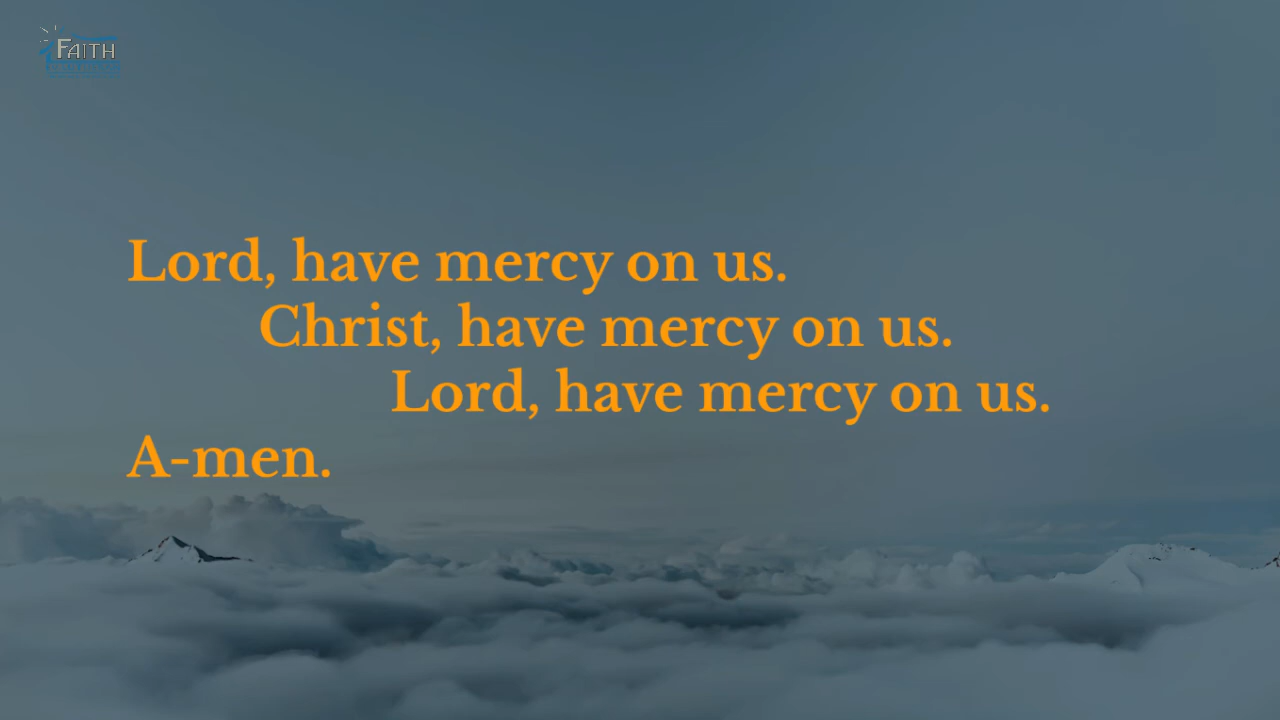 FAITH
Lord, have mercy on us.
Christ, have mercy on us.
Lord, have mercy on us.
A-men.